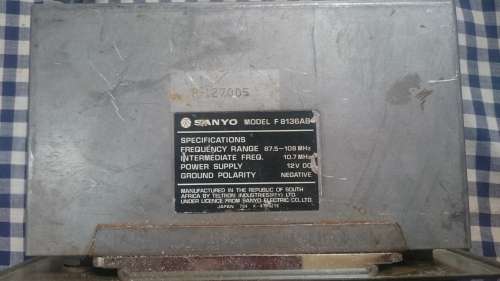 SANYO MODEL F 8136AB
SPECIFICATIONS
FREQUENCY RANGE 87.5-108 MHz
INTERMEDIATE FREQ. 10.7 MHz
POWER SUPPLY 12V DC
GROUND POLARITY NEGATIVE
MANUFACTURED IN THE REPUBLIC OF SOUTH
AFRICA BY TELTRON INDUSTRIES(PTY) LTD.
UNDER LICENCE FROM SANYO ELECTRIC CO.LTD.
JAPAN